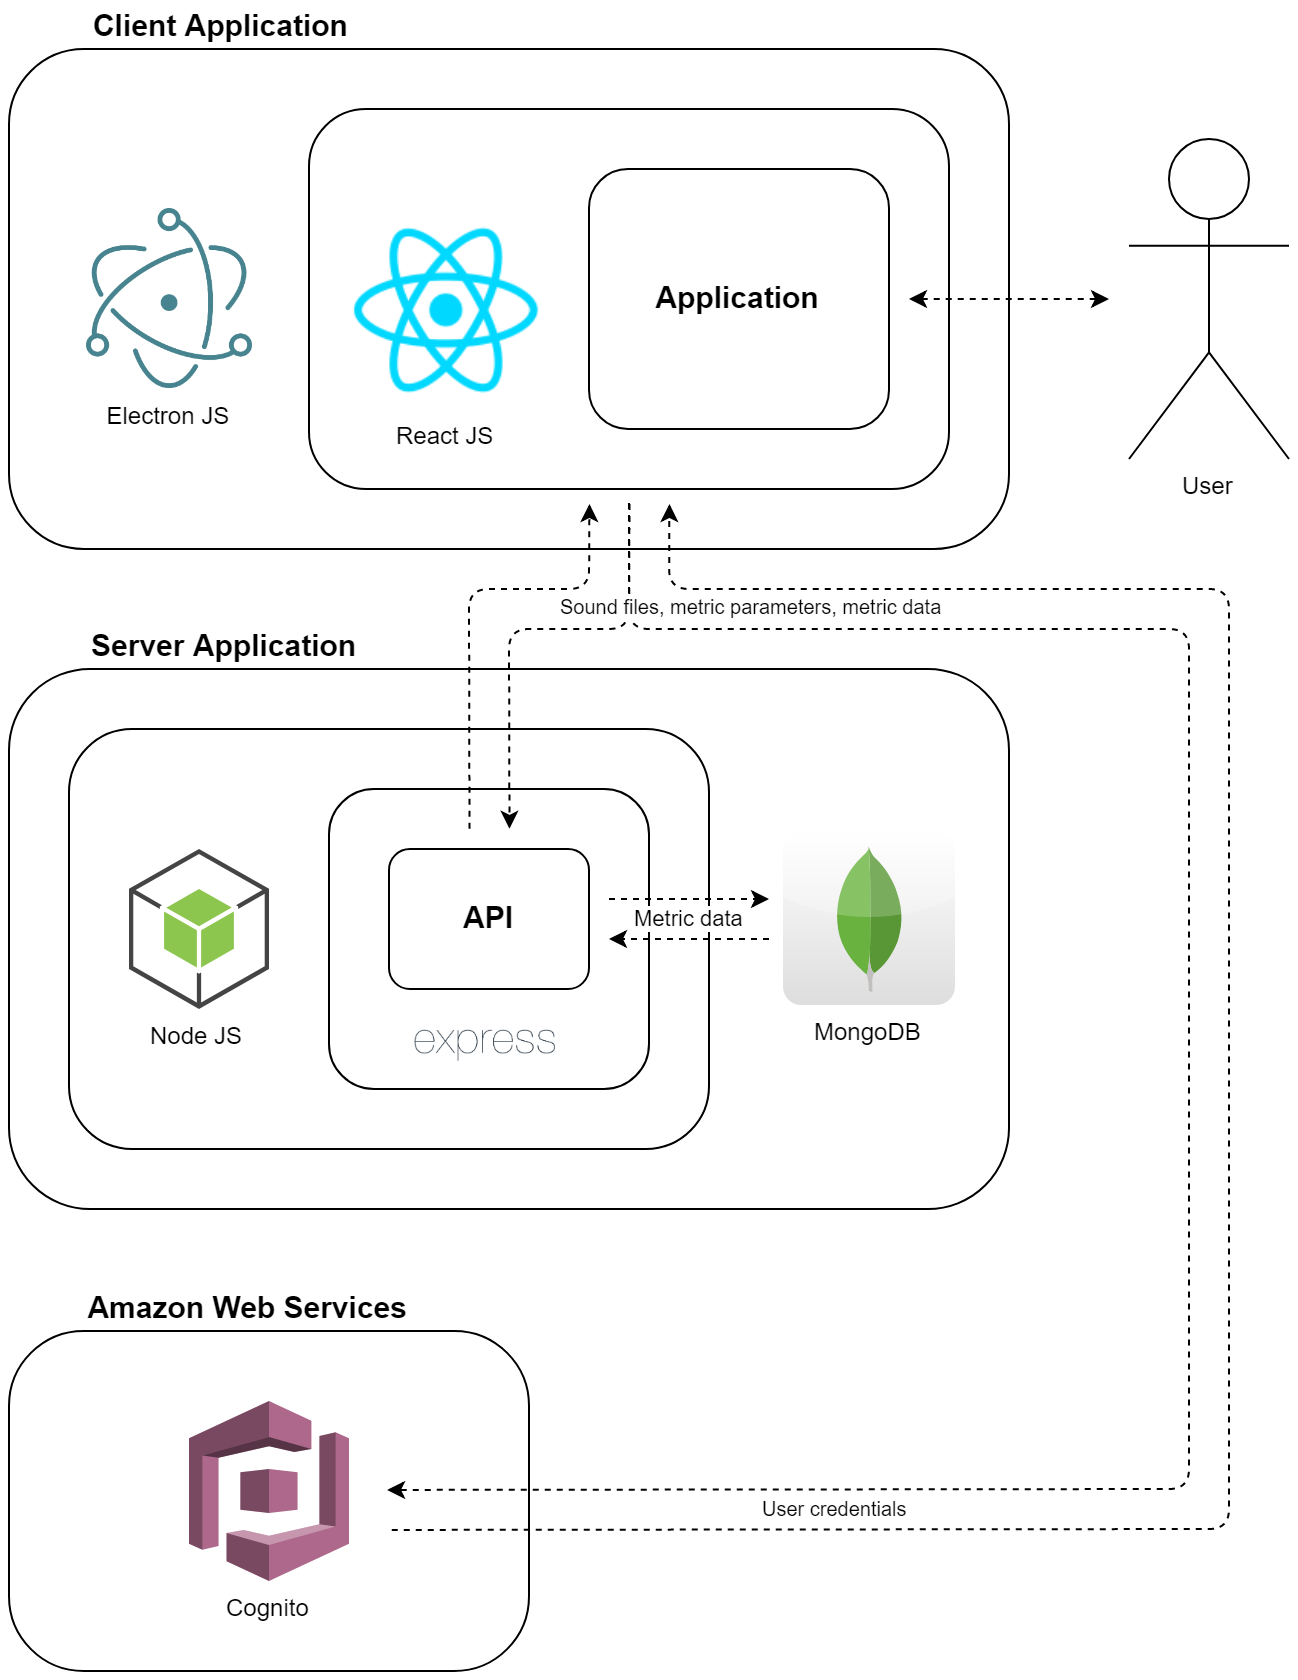 Client Application
Application
Electron JS
React JS
User
Sound files, metric parameters, metric data
Server Application
API
Metric data
express
Node JS
MongoDB
Amazon Web Services
User credentials
Cognito